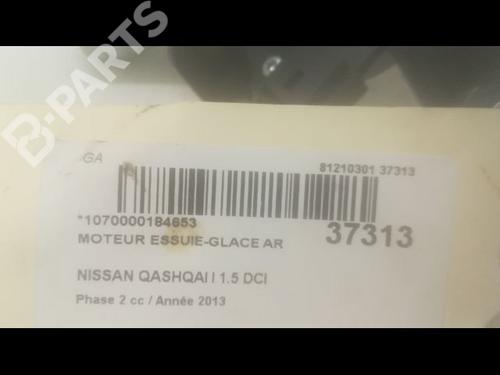 B-PARTS
GA
81210301 37313
*1070000184653
37313
MOTEUR ESSUIE-GLACE AR
NISSAN QASHQAI I 1.5 DCI
Phase 2 cc / Année 2013